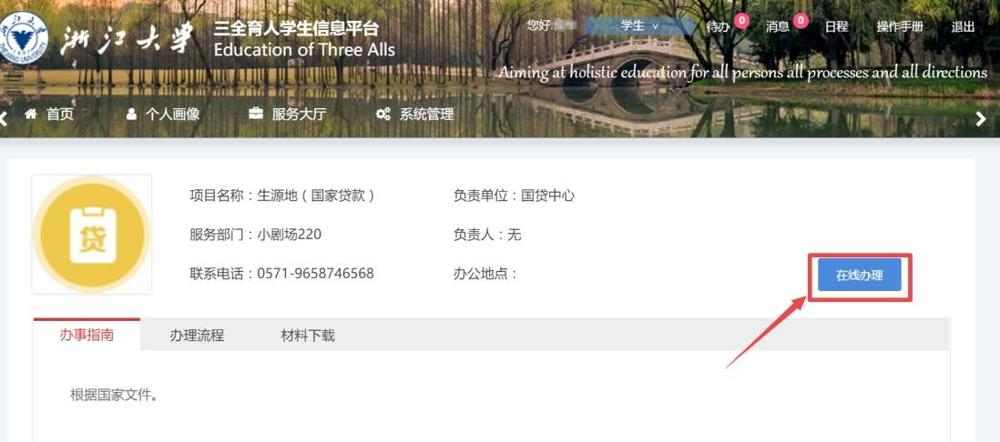 浙江大学
三全育人学生信息平台
Education of Three Alls
您好,
学生
待办 0
消息 0
日程
操作手册
退出
Aiming at holistic education for all persons all processes and all directions
首页
个人画像
服务大厅
系统管理
贷
项目名称：生源地（国家贷款）
负责单位：国贷中心
服务部门：小剧场220
负责人：无
联系电话：0571-9658746568
办公地点：
在线办理
办事指南
办理流程
材料下载
根据国家文件。